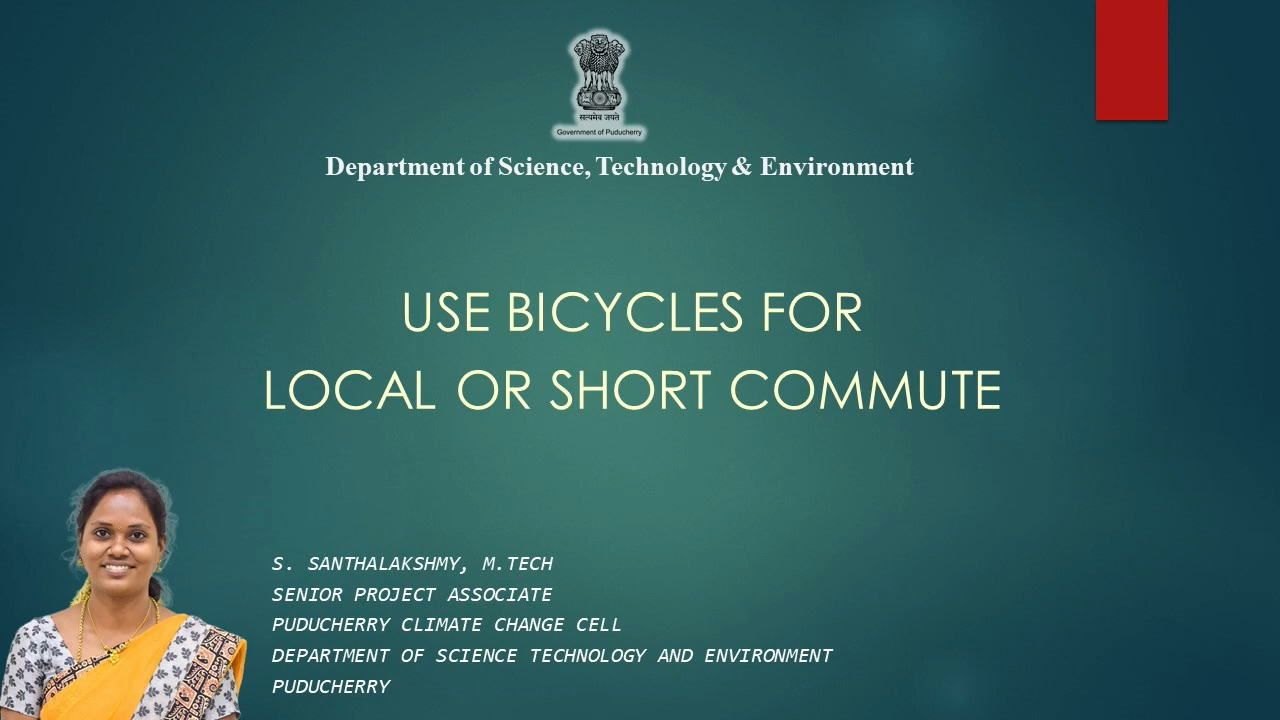 सत्यमेव जयते
Government of Puducherry
Department of Science, Technology & Environment
USE BICYCLES FOR
LOCAL OR SHORT COMMUTE
S. SANTHALAKSHMY, M.TECH
SENIOR PROJECT ASSOCIATE
PUDUCHERRY CLIMATE CHANGE CELL
DEPARTMENT OF SCIENCE TECHNOLOGY AND ENVIRONMENT
PUDUCHERRY